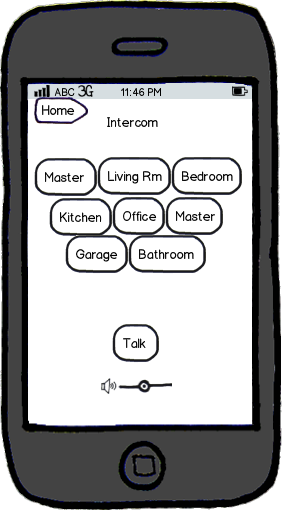 ABC 3G 11:46 PM
Home
Intercom
Master Living Rm Bedroom
Kitchen Office Master
Garage Bathroom
Talk